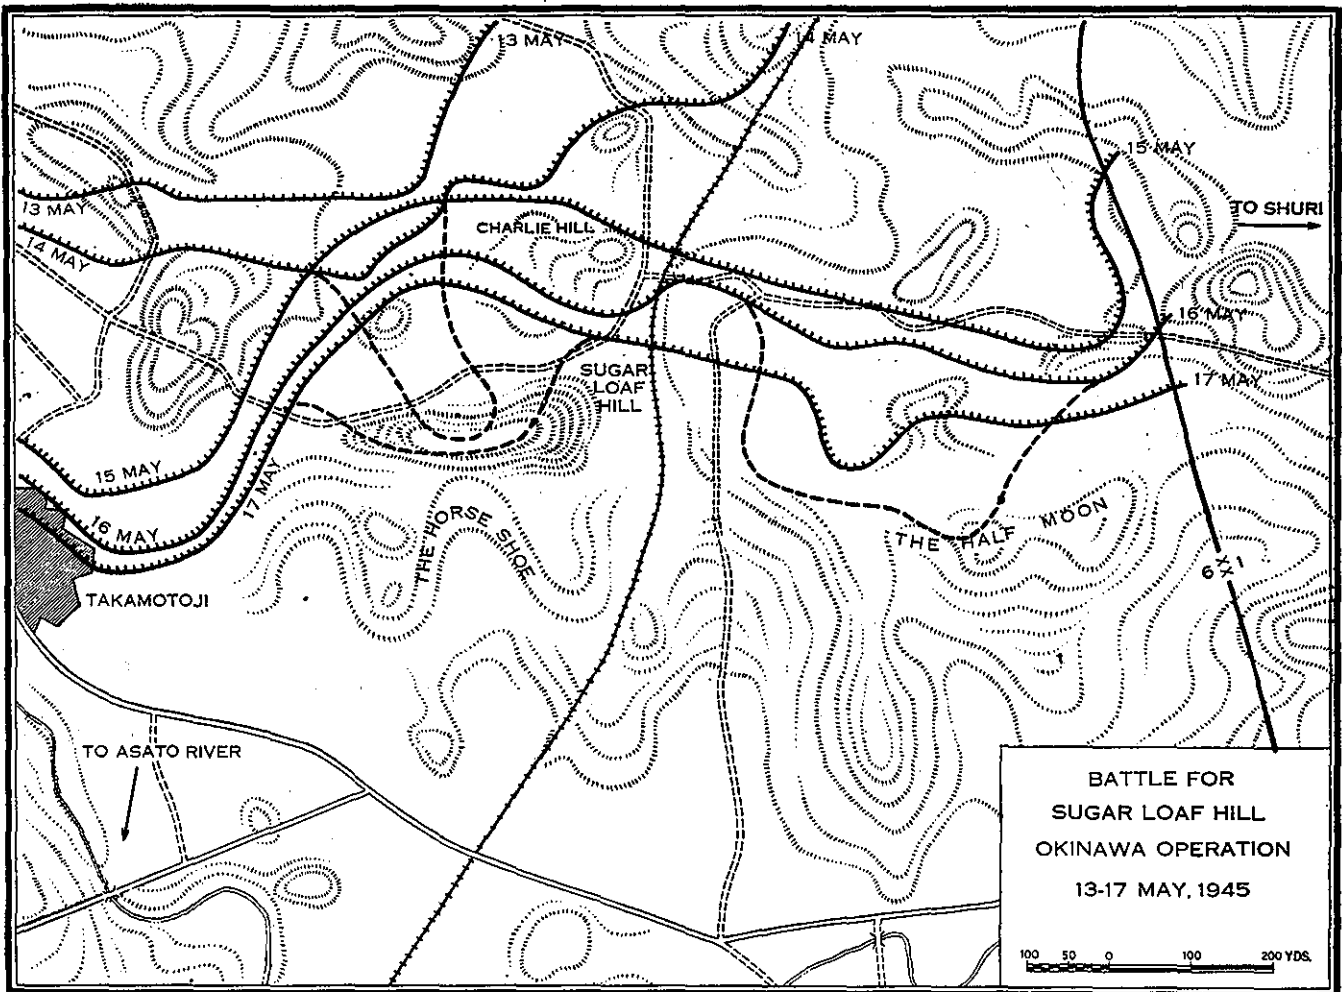 13 MAY
14 MAY
15 MAY
TO SHURI
13 MAY
14 MAY
CHARLIE HILL
16 MAY
17 MAY
SUGAR
LOAF
HILL
15 MAY
16
MAY
17 MAY
THE HORSE SHOE
THE HALF MOON
6 XX 1
TAKAMOTOJI
TO ASATO RIVER
BATTLE FOR
SUGAR LOAF HILL
OKINAWA OPERATION
13-17 MAY, 1945
100 50 0 100 200 YDS.